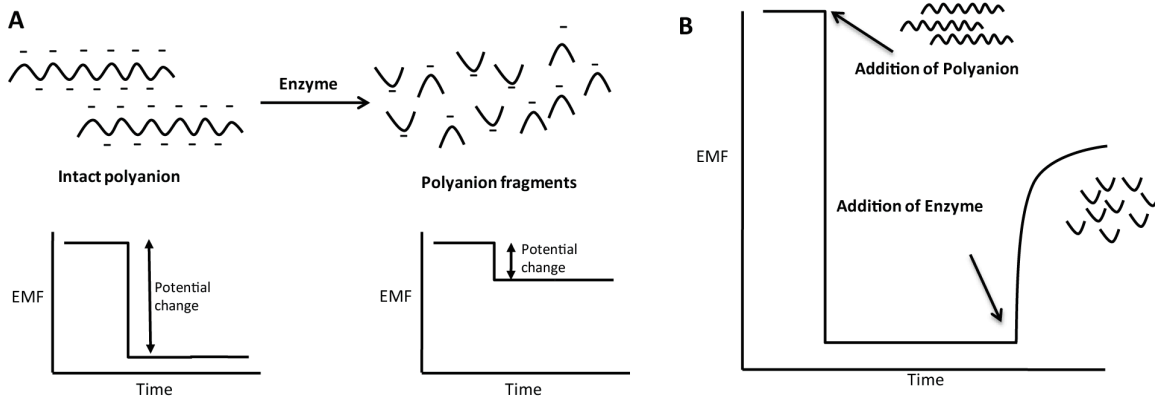 A
Enzyme
Intact polyanion
Polyanion fragments
EMF
Potential
change
Time
EMF
Potential
change
Time
B
Addition of Polyanion
EMF
Addition of Enzyme
Time